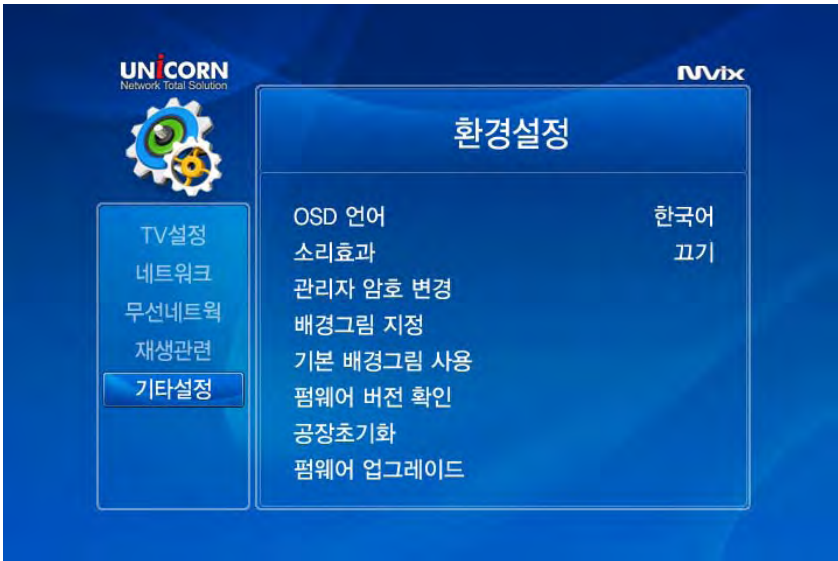 UNiCORN
Network Total Solution
Mvix
환경설정
TV설정
네트워크
무선네트웍
재생관련
기타설정
OSD 언어 한국어
소리효과 끄기
관리자 암호 변경
배경그림 지정
기본 배경그림 사용
펌웨어 버전 확인
공장초기화
펌웨어 업그레이드